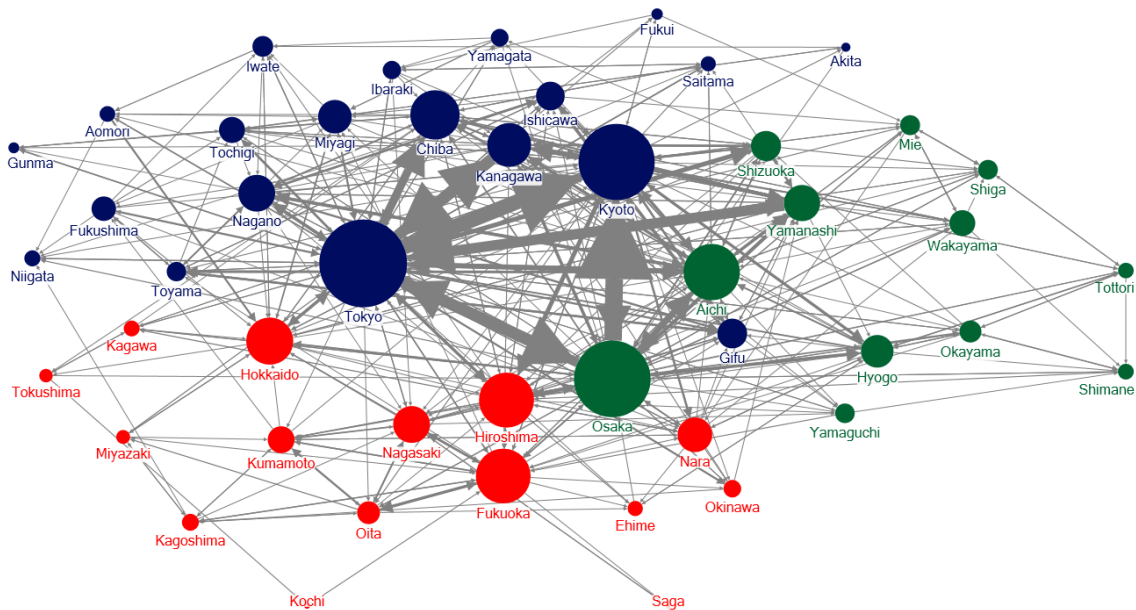 Fukui
Akita
Yamagata
Iwate
Ibaraki
Saitama
Aomori
Ishicawa
Gunma
Tochigi
Miyagi
Chiba
Kanagawa
Mie
Shizuoka
Shiga
Nagano
Kyoto
Fukushima
Yamanashi
Wakayama
Niigata
Toyama
Tokyo
Aichi
Tottori
Kagawa
Gifu
Hokkaido
Okayama
Hyogo
Tokushima
Shimane
Osaka
Hiroshima
Yamaguchi
Miyazaki
Kumamoto
Nagasaki
Nara
Fukuoka
Okinawa
Kagoshima
Oita
Ehime
Kochi
Saga